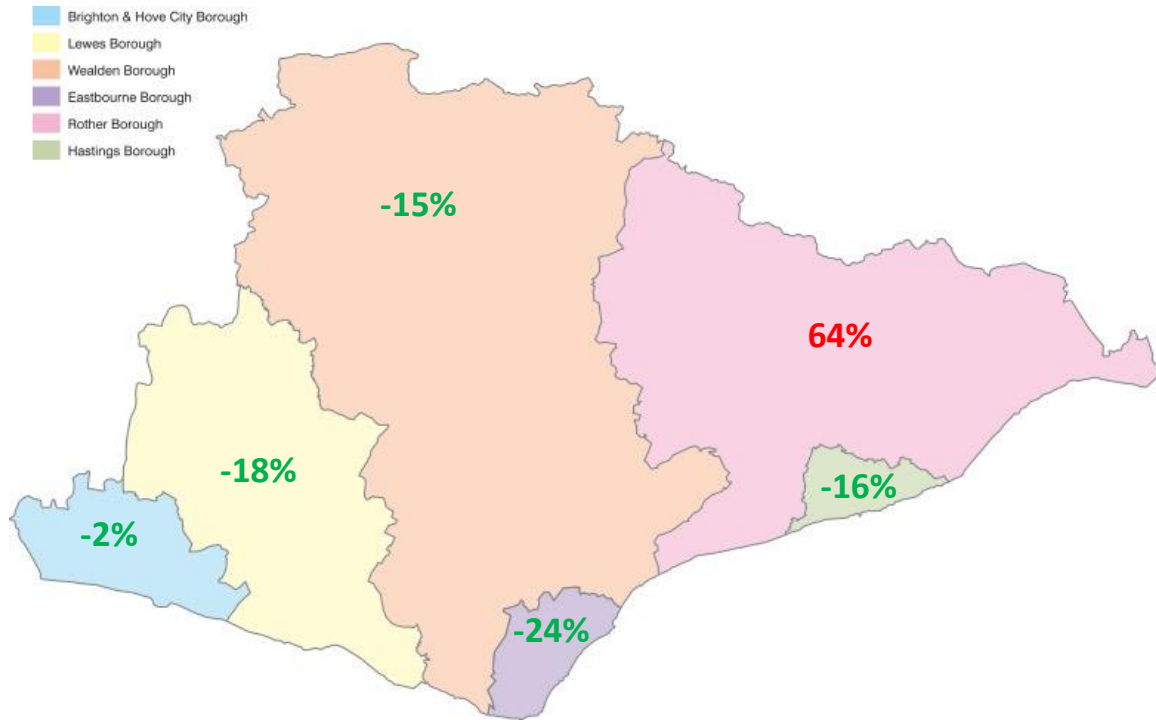 Brighton & Hove City Borough
Lewes Borough
Wealden Borough
Eastbourne Borough
Rother Borough
Hastings Borough
-15%
64%
-18%
-16%
-2%
-24%